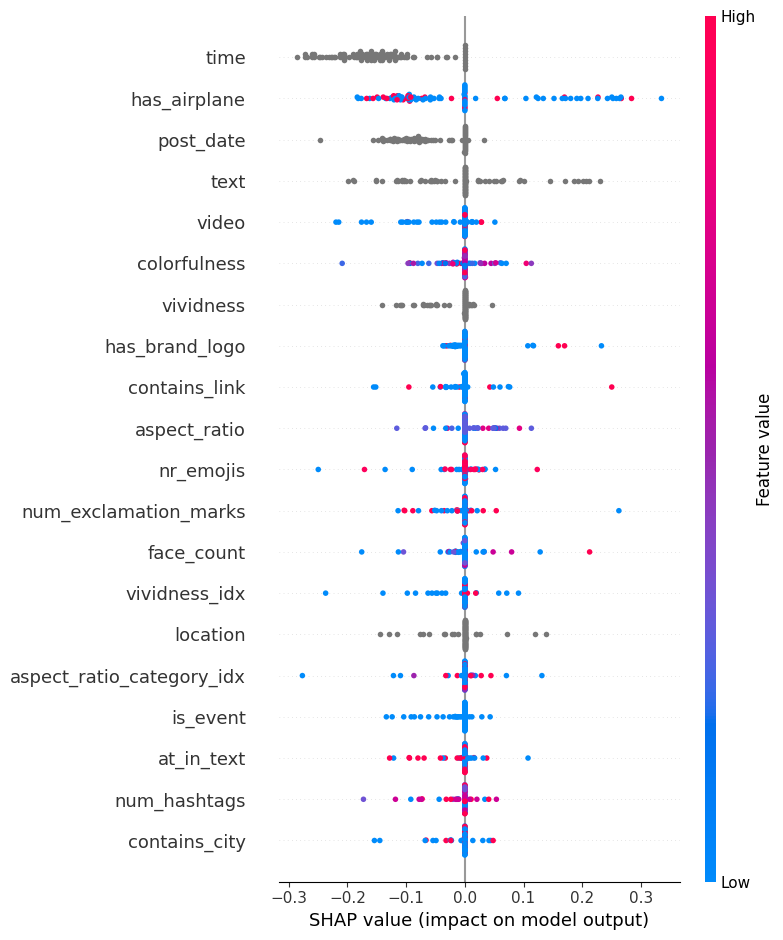 High
time
has_airplane
post_date
text
video
colorfulness
vividness
has_brand_logo
contains_link
aspect_ratio
nr_emojis
num_exclamation_marks
face_count
vividness_idx
location
aspect_ratio_category_idx
is_event
at_in_text
num_hashtags
contains_city
Feature value
Low
−0.3 −0.2 −0.1 0.0 0.1 0.2 0.3
SHAP value (impact on model output)